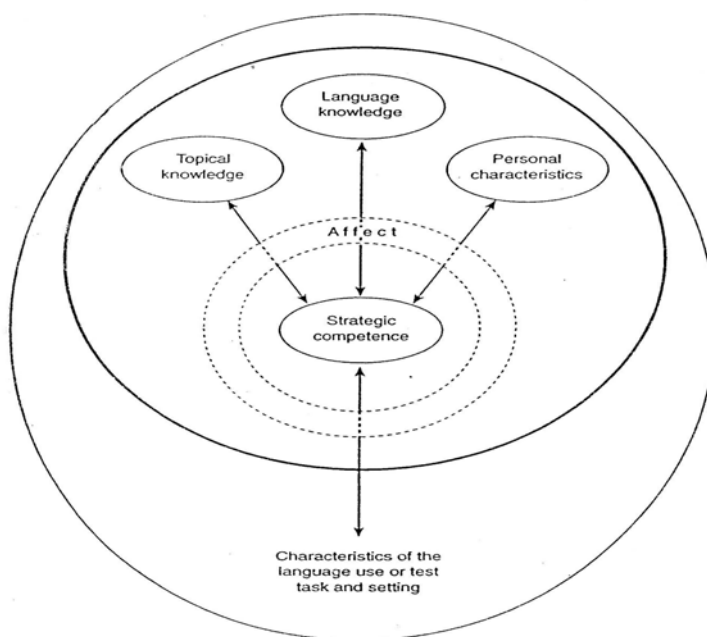 Language
knowledge
Topical
knowledge
Personal
characteristics
Affect
Strategic
competence
Characteristics of the
language use or test
task and setting